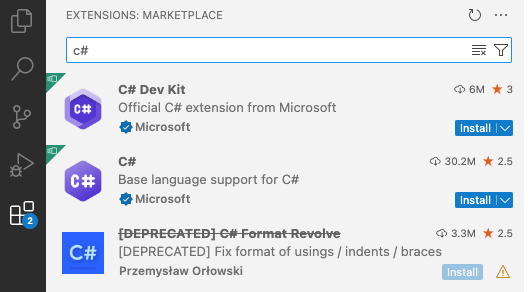 EXTENSIONS: MARKETPLACE
c#
C# Dev Kit 6M 3
Official C# extension from Microsoft
Microsoft Install
C# 30.2M 2.5
Base language support for C#
Microsoft Install
[DEPRECATED] C# Format Revolve 3.3M 2.5
[DEPRECATED] Fix format of usings / indents / braces
Przemysław Orłowski Install
C#
C#
C#
2